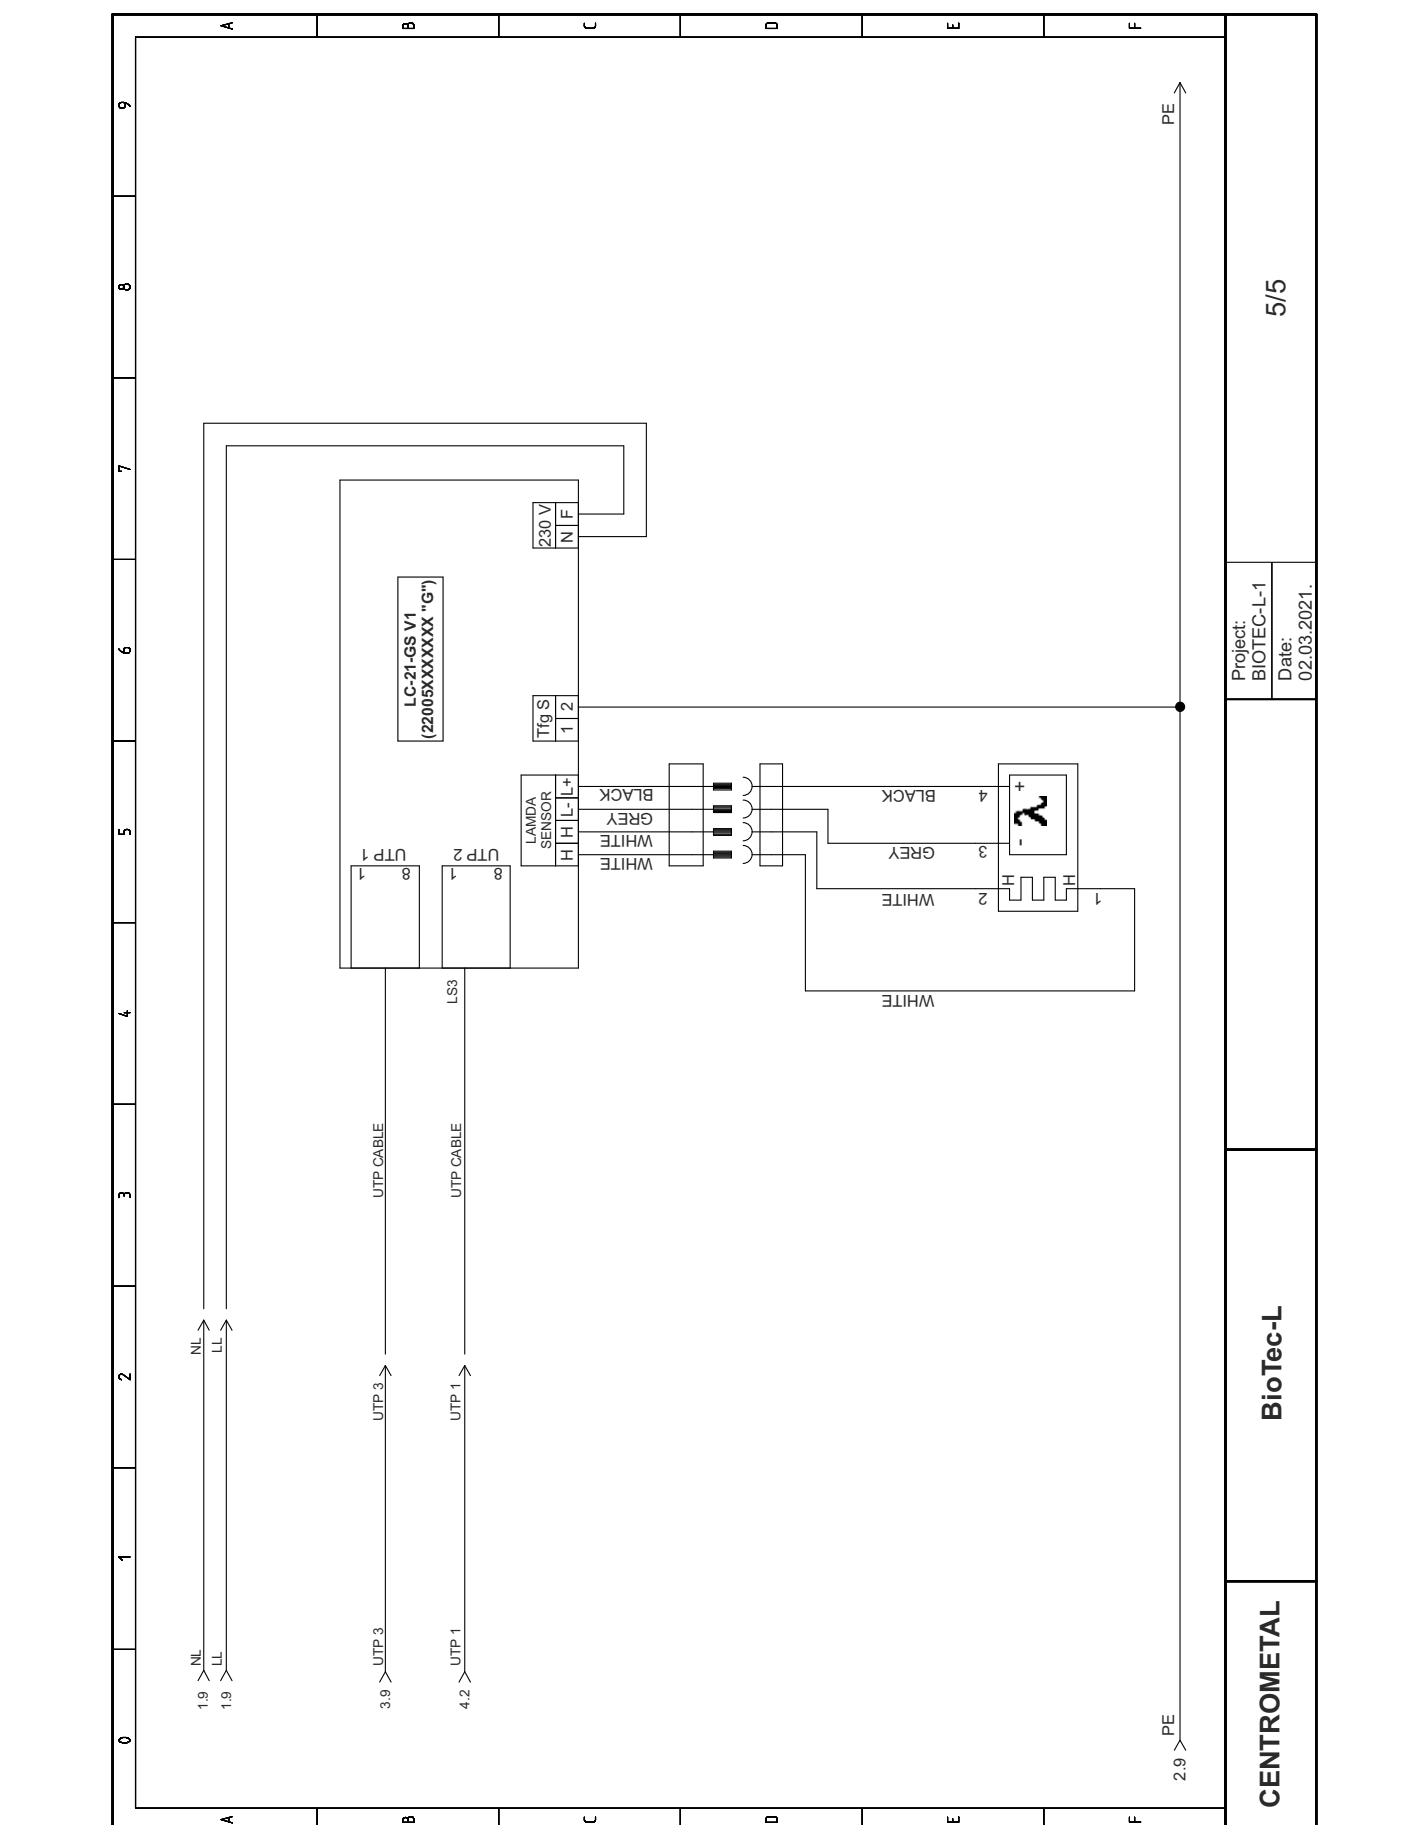 0 1 2 3 4 5 6 7 8 9
A
A
1.9 NL NL
1.9 LL LL
B
B
3.9 UTP 3 UTP 3 UTP CABLE
UTP 1
1
8
LC-21-GS V1
(22005XXXXXXX "G")
4.2 UTP 1 UTP 1 UTP CABLE LS3
UTP 2
1
8
C
C
LAMDA
SENSOR
H H L- L+
Tfg S
1 2
230 V
N F
WHITE
WHITE
GREY
BLACK
D
D
E
E
WHITE
WHITE
GREY
BLACK
2
3
4
H
H
- λ +
1
F
F
2.9 PE PE
CENTROMETAL
BioTec-L
Project:
BIOTEC-L-1
Date:
02.03.2021.
5/5